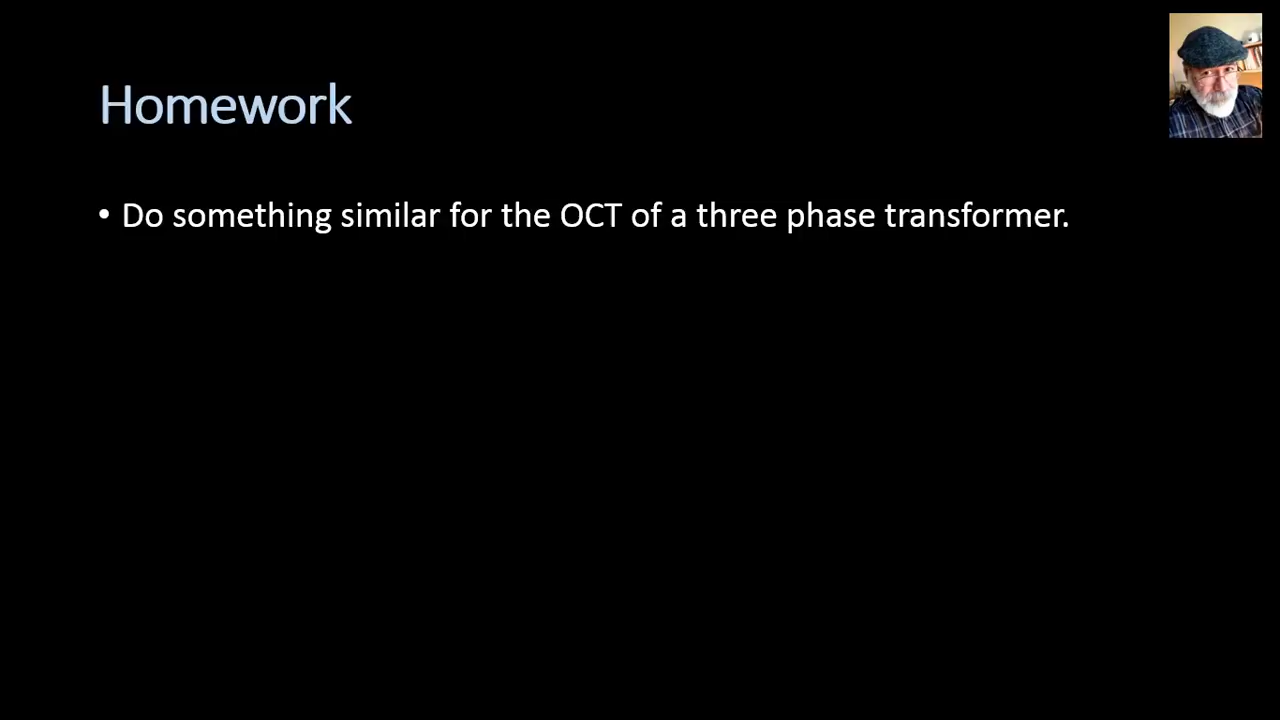 Homework
• Do something similar for the OCT of a three phase transformer.